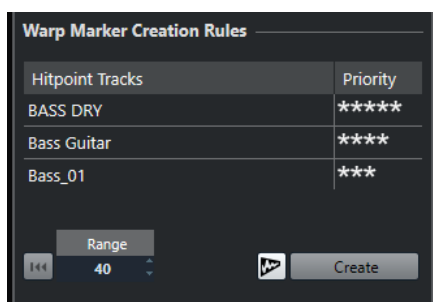 Warp Marker Creation Rules
Hitpoint Tracks Priority
BASS DRY *****
Bass Guitar ****
Bass_01 ***
Range
40 Create